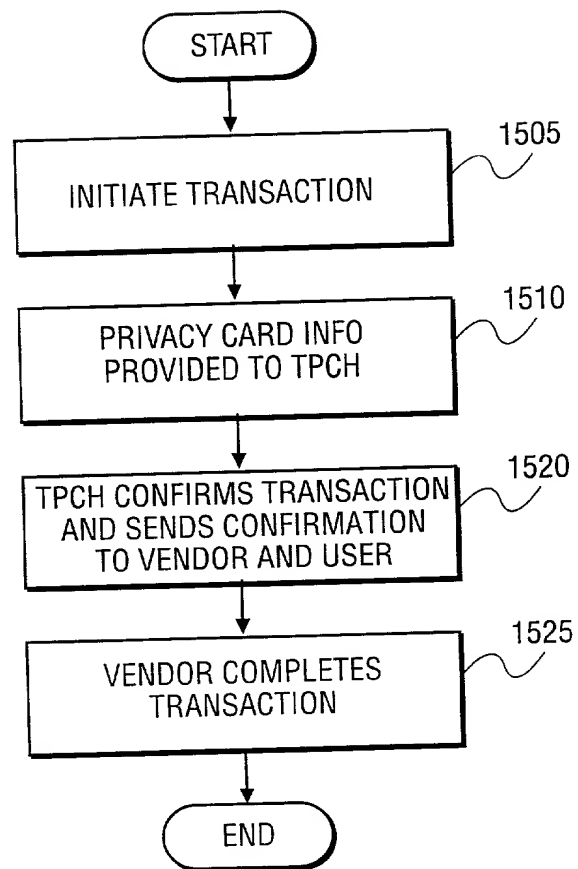 START
1505
INITIATE TRANSACTION
1510
PRIVACY CARD INFO
PROVIDED TO TPCH
1520
TPCH CONFIRMS TRANSACTION
AND SENDS CONFIRMATION
TO VENDOR AND USER
1525
VENDOR COMPLETES
TRANSACTION
END